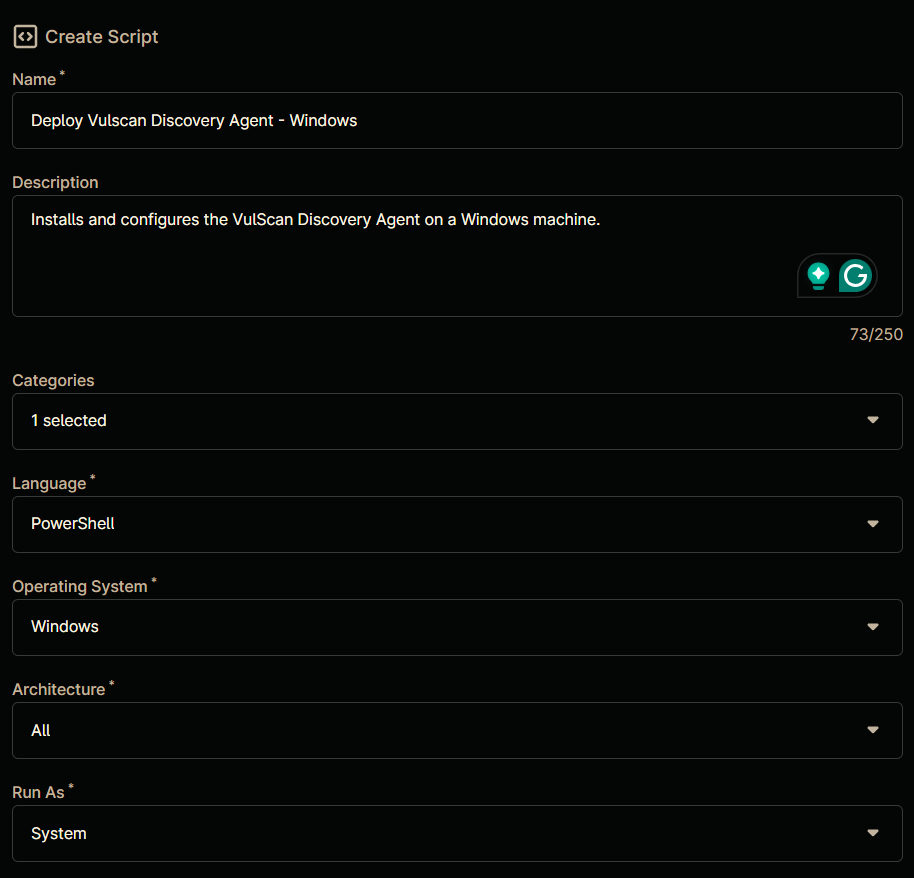 Create Script
Name *
Deploy Vulscan Discovery Agent - Windows
Description
Installs and configures the VulScan Discovery Agent on a Windows machine.
73/250
Categories
1 selected
Language *
PowerShell
Operating System *
Windows
Architecture *
All
Run As *
System